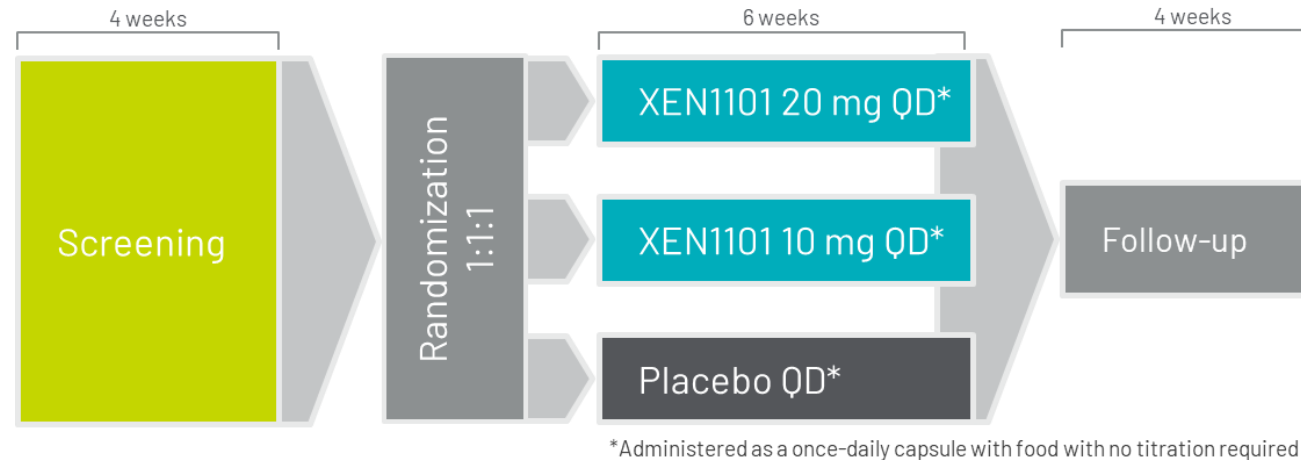 4 weeks
6 weeks
4 weeks
Screening
Randomization
1:1:1
XEN1101 20 mg QD*
XEN1101 10 mg QD*
Placebo QD*
Follow-up
*Administered as a once-daily capsule with food with no titration required